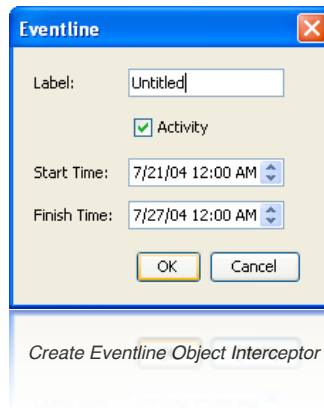 Eventline
Label: Untitled
Activity
Start Time: 7/21/04 12:00 AM
Finish Time: 7/27/04 12:00 AM
OK Cancel
Create Eventline Object Interceptor